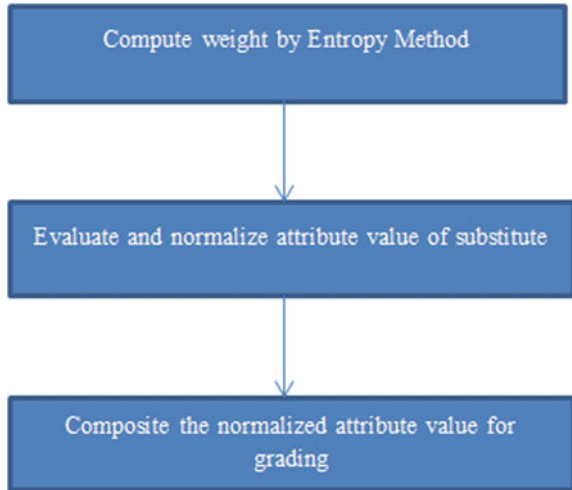 Compute weight by Entropy Method
Evaluate and normalize attribute value of substitute
Composite the normalized attribute value for
grading